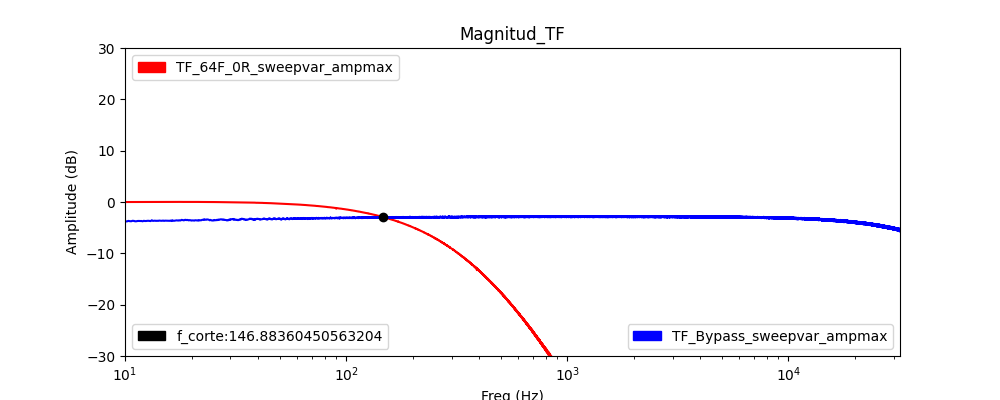 Magnitud_TF
TF_64F_0R_sweepvar_ampmax
Amplitude (dB)
30
20
10
0
−10
−20
−30
f_corte:146.88360450563204
TF_Bypass_sweepvar_ampmax
10¹
10²
10³
10⁴
Freq (Hz)